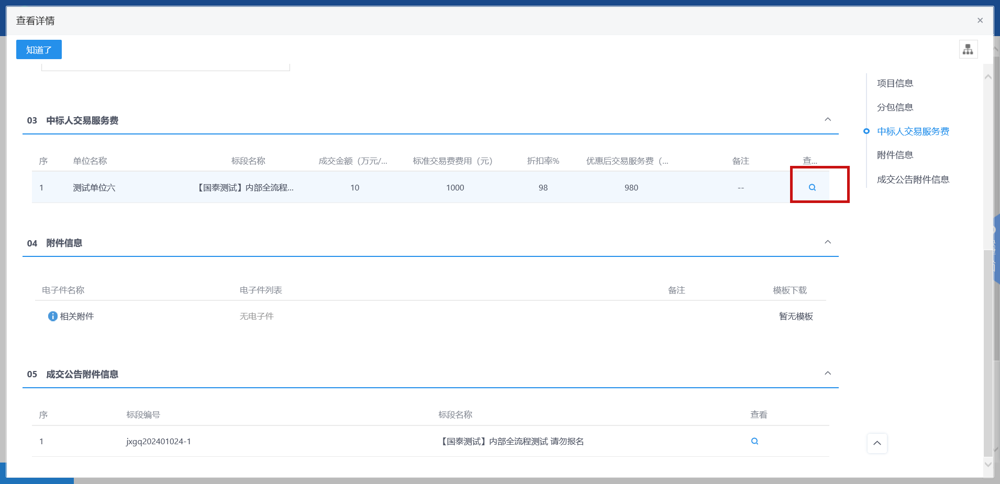 查看详情
知道了
项目信息
分包信息
中标人交易服务费
附件信息
成交公告附件信息
03 中标人交易服务费
序 单位名称 标段名称 成交金额（万元/... 标准交易费费用（元） 折扣率% 优惠后交易服务费（... 备注 查...
1 测试单位六 【国泰测试】内部全流程... 10 1000 98 980 -- 
04 附件信息
电子件名称 电子件列表 备注 模板下载
相关附件 无电子件 暂无模板
05 成交公告附件信息
序 标段编号 标段名称 查看
1 jxgq202401024-1 【国泰测试】内部全流程测试 请勿报名